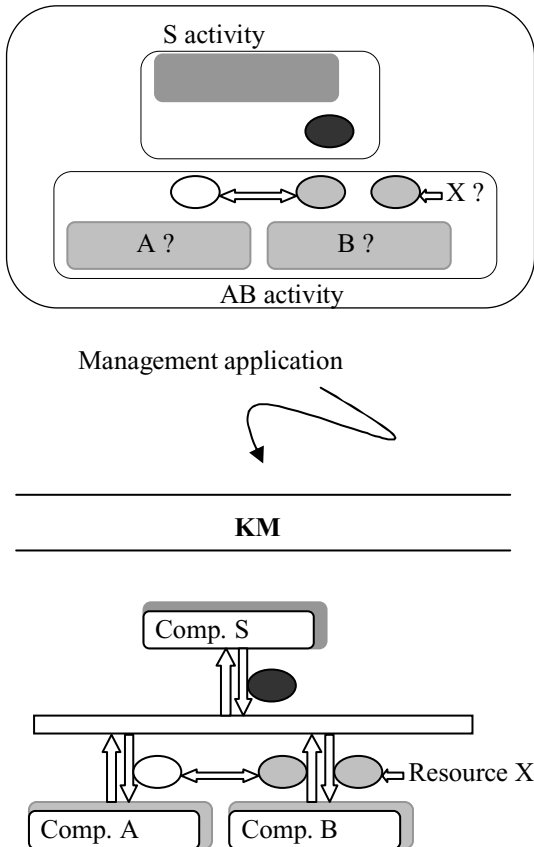 S activity
X ?
A ?
B ?
AB activity
Management application
KM
Comp. S
Resource X
Comp. A
Comp. B